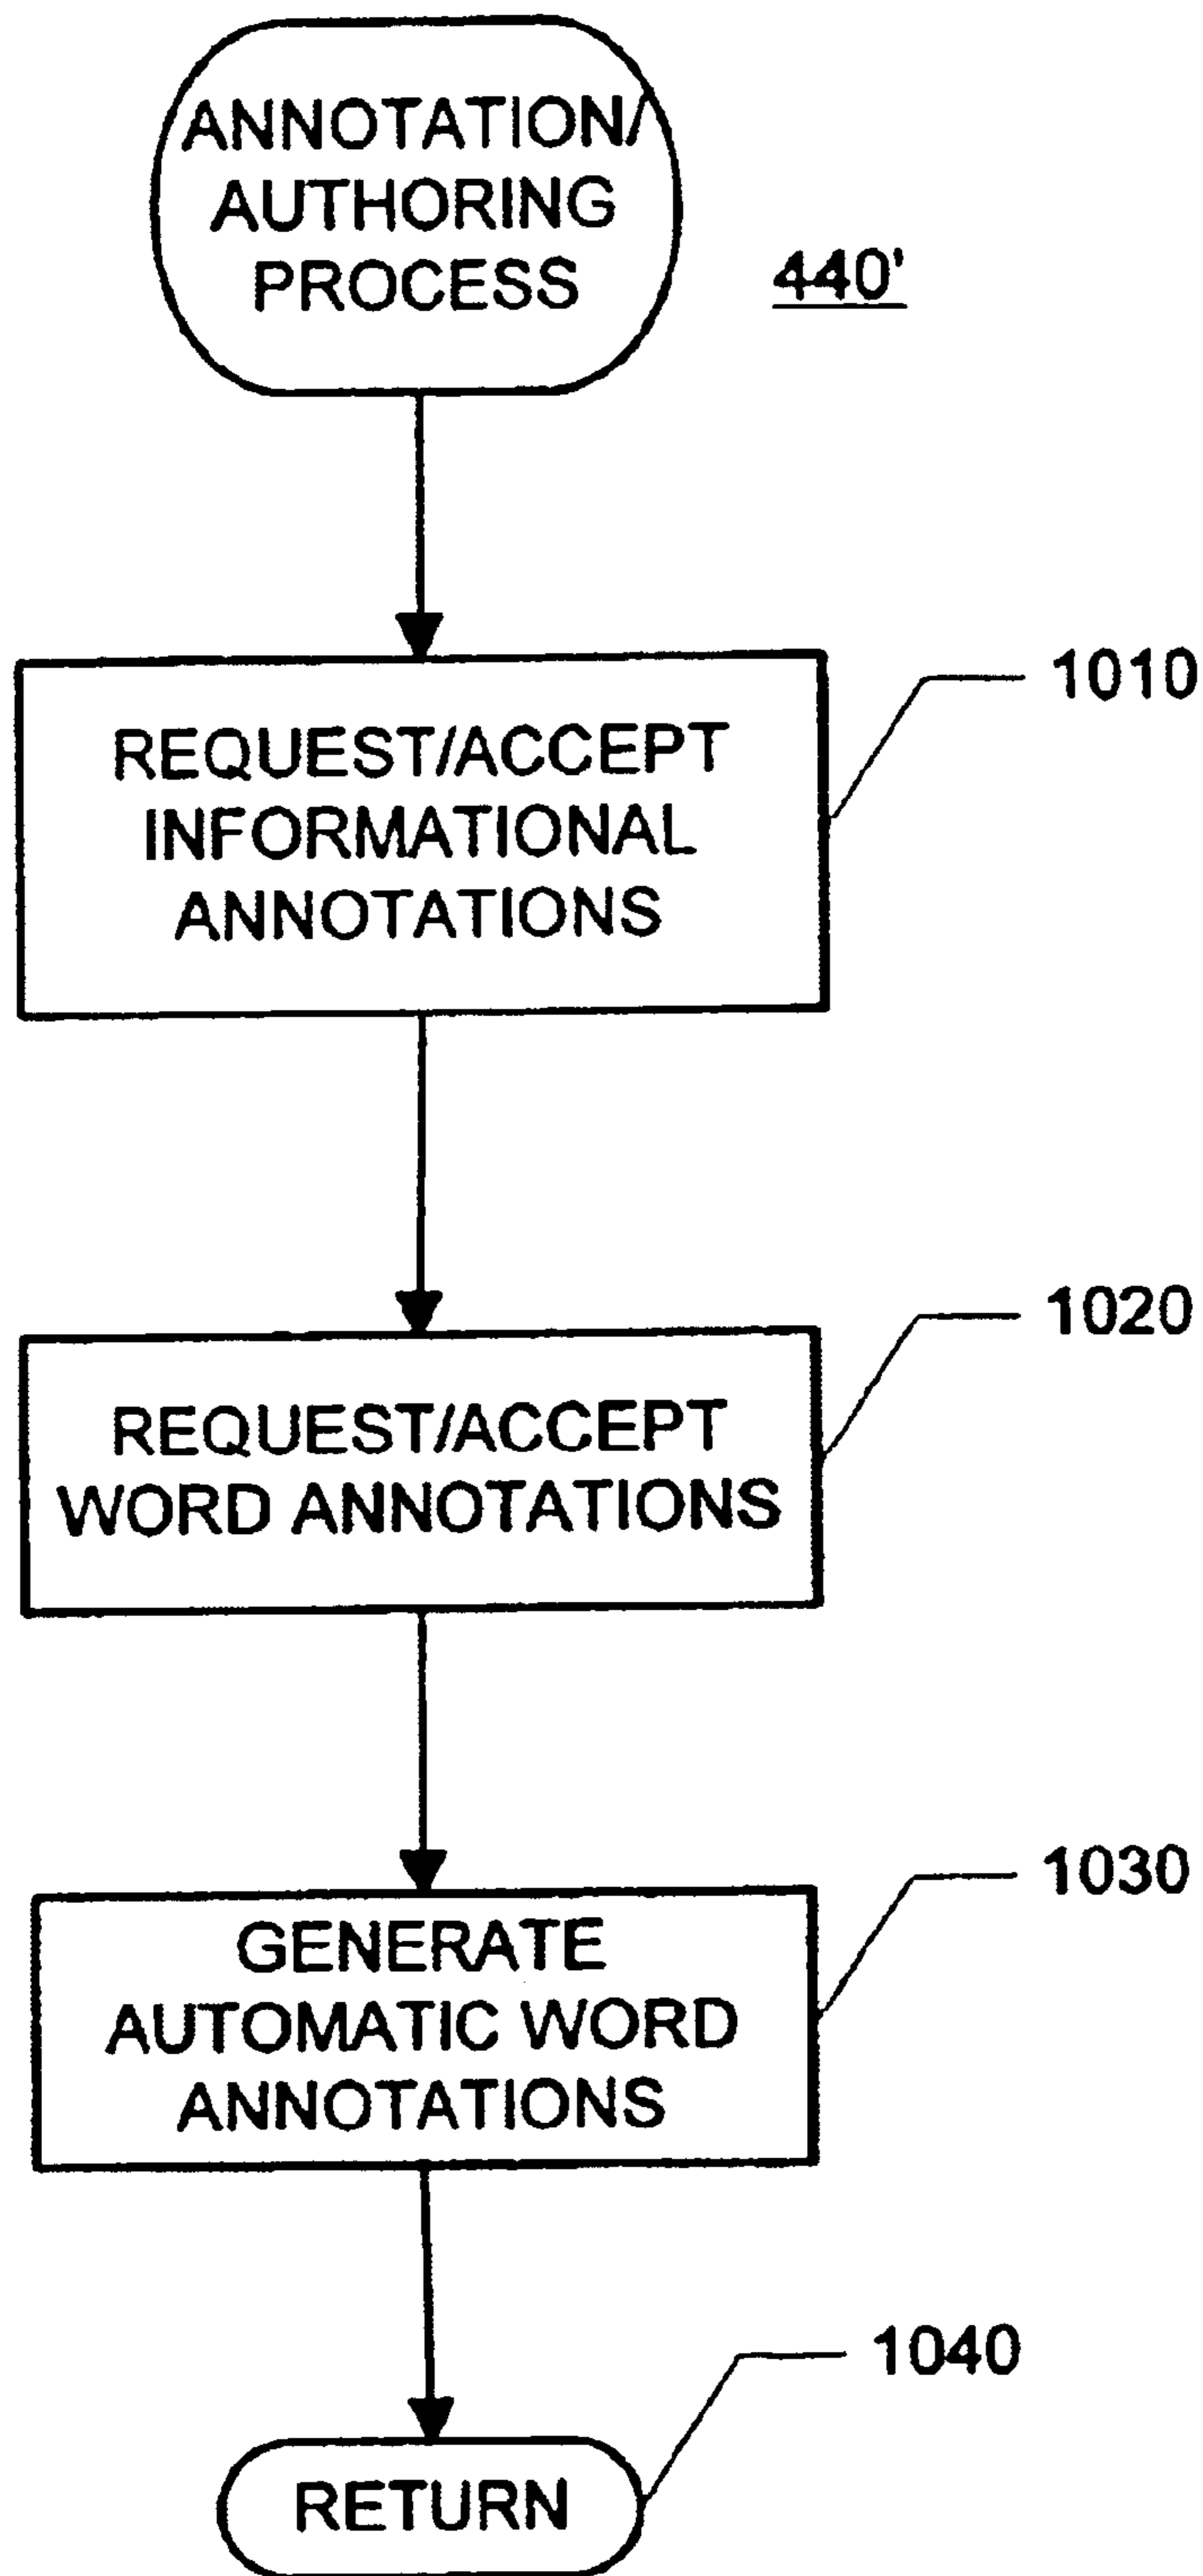 ANNOTATION/
AUTHORING
PROCESS
440'
REQUEST/ACCEPT
INFORMATIONAL
ANNOTATIONS
1010
REQUEST/ACCEPT
WORD ANNOTATIONS
1020
GENERATE
AUTOMATIC WORD
ANNOTATIONS
1030
RETURN
1040